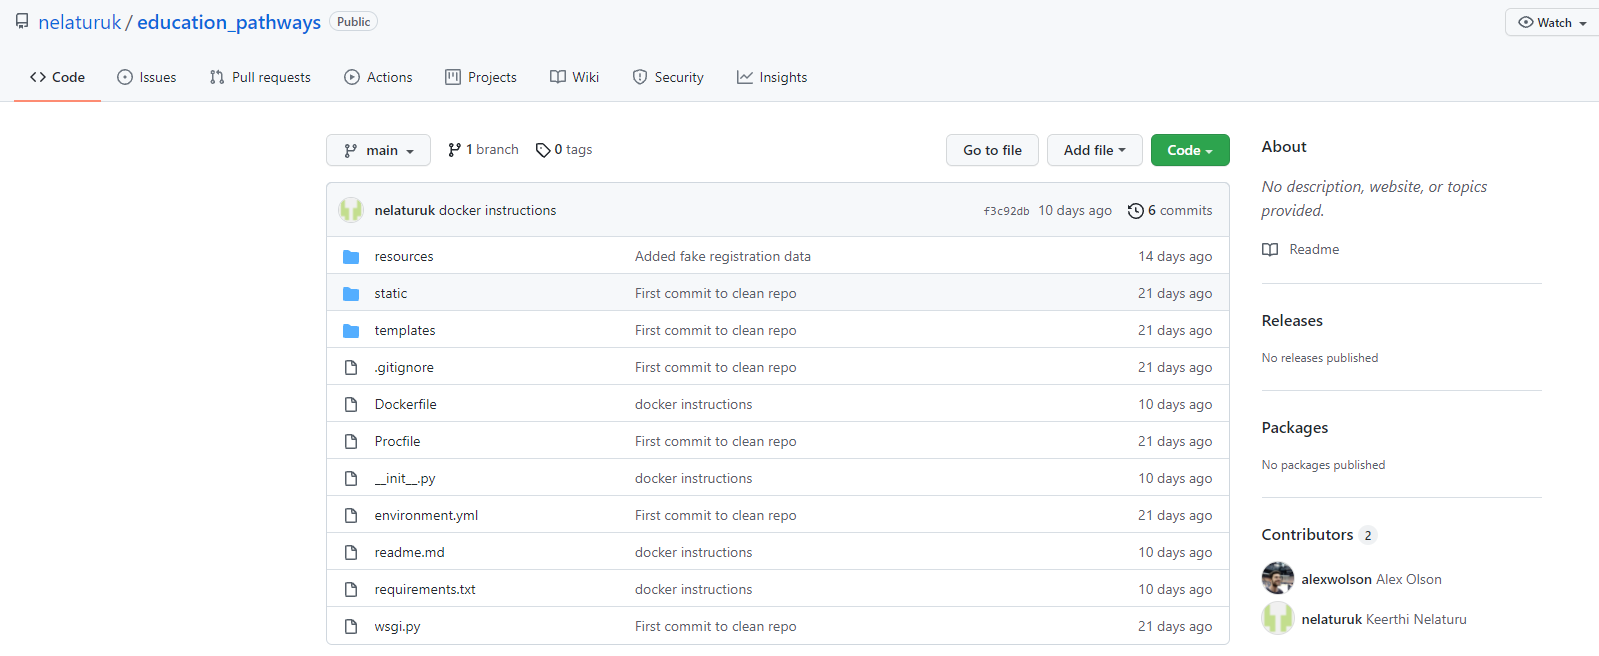 nelaturuk / education_pathways Public
Watch
Code Issues Pull requests Actions Projects Wiki Security Insights
main 1 branch 0 tags Go to file Add file Code
nelaturuk docker instructions f3c92db 10 days ago 6 commits
resources Added fake registration data 14 days ago
static First commit to clean repo 21 days ago
templates First commit to clean repo 21 days ago
.gitignore First commit to clean repo 21 days ago
Dockerfile docker instructions 10 days ago
Procfile First commit to clean repo 21 days ago
__init__.py docker instructions 10 days ago
environment.yml First commit to clean repo 21 days ago
readme.md docker instructions 10 days ago
requirements.txt docker instructions 10 days ago
wsgi.py First commit to clean repo 21 days ago
About
No description, website, or topics
provided.
Readme
Releases
No releases published
Packages
No packages published
Contributors 2
alexwolson Alex Olson
nelaturuk Keerthi Nelaturu